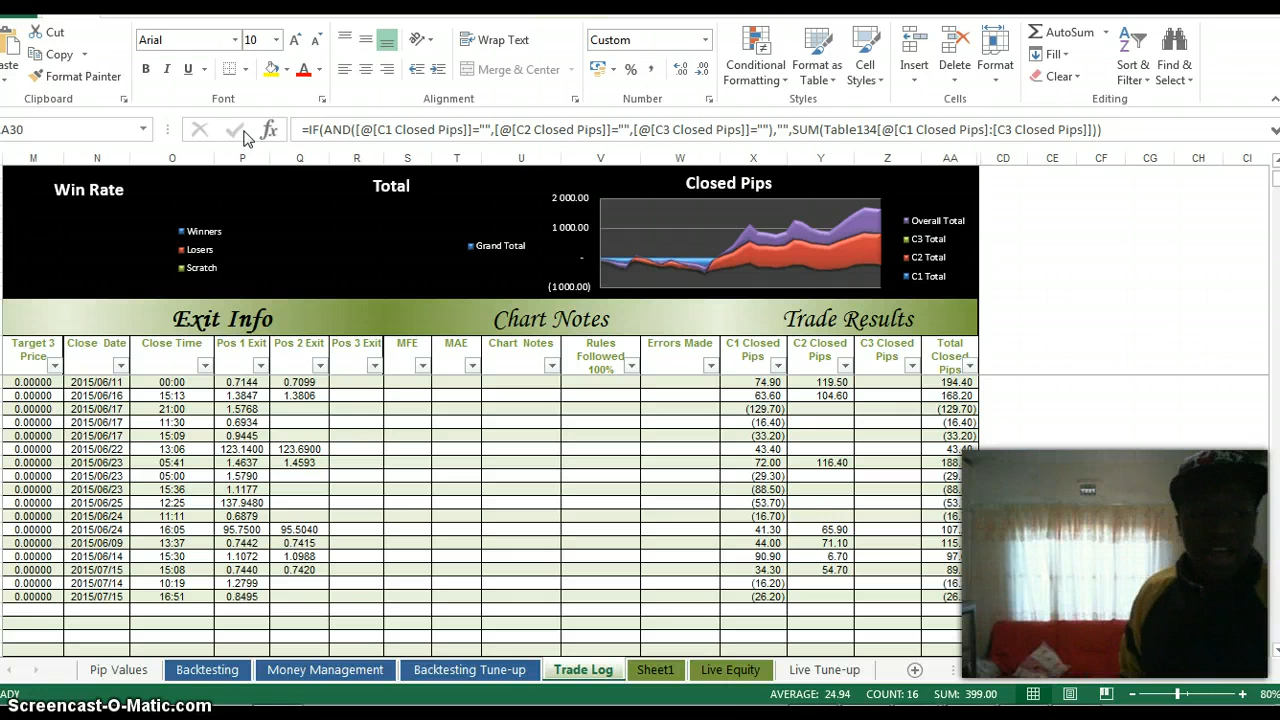 Cut
Copy
Format Painter
Clipboard
Arial 10
B I U
Font
Wrap Text
Merge & Center
Alignment
Custom
%
Number
Conditional Formatting
Format as Table
Cell Styles
Styles
Insert Delete Format
Cells
AutoSum
Fill
Clear
Sort & Filter
Find & Select
Editing
A30 fx =IF(AND([@[C1 Closed Pips]]="",[@[C2 Closed Pips]]="",[@[C3 Closed Pips]]=""),"",SUM(Table134[@[C1 Closed Pips]:[C3 Closed Pips]]))
M N O P Q R S T U V W X Y Z AA CD CE CF CG CH CI
Win Rate
Winners
Losers
Scratch
Total
Grand Total
Closed Pips
2 000.00
1 000.00
-
(1 000.00)
Overall Total
C3 Total
C2 Total
C1 Total
Exit Info Chart Notes Trade Results
Target 3 Price Close Date Close Time Pos 1 Exit Pos 2 Exit Pos 3 Exit MFE MAE Chart Notes Rules Followed 100% Errors Made C1 Closed Pips C2 Closed Pips C3 Closed Pips Total Closed Pips
0.00000 2015/06/11 00:00 0.7144 0.7099 74.90 119.50 194.40
0.00000 2015/06/16 15:13 1.3847 1.3806 63.60 104.60 168.20
0.00000 2015/06/17 21:00 1.5768 (129.70) (129.70)
0.00000 2015/06/17 11:30 0.6934 (16.40) (16.40)
0.00000 2015/06/17 15:09 0.9445 (33.20) (33.20)
0.00000 2015/06/22 13:06 123.1400 123.6900 43.40 43.40
0.00000 2015/06/23 05:41 1.4637 1.4593 72.00 116.40 188.
0.00000 2015/06/23 05:00 1.5790 (29.30) (29.
0.00000 2015/06/23 15:36 1.1177 (88.50) (88.
0.00000 2015/06/25 12:25 137.9480 (53.70) (53.
0.00000 2015/06/24 11:11 0.6879 (16.70) (16.
0.00000 2015/06/24 16:05 95.7500 95.5040 41.30 65.90 107.
0.00000 2015/06/09 13:37 0.7442 0.7415 44.00 71.10 115.
0.00000 2015/06/14 15:30 1.1072 1.0988 90.90 6.70 97.
0.00000 2015/07/15 15:08 0.7440 0.7420 34.30 54.70 89.
0.00000 2015/07/14 10:19 1.2799 (16.20) (16.
0.00000 2015/07/15 16:51 0.8495 (26.20) (26.
Pip Values Backtesting Money Management Backtesting Tune-up Trade Log Sheet1 Live Equity Live Tune-up
ADY AVERAGE: 24.94 COUNT: 16 SUM: 399.00 80%
Screencast-O-Matic.com